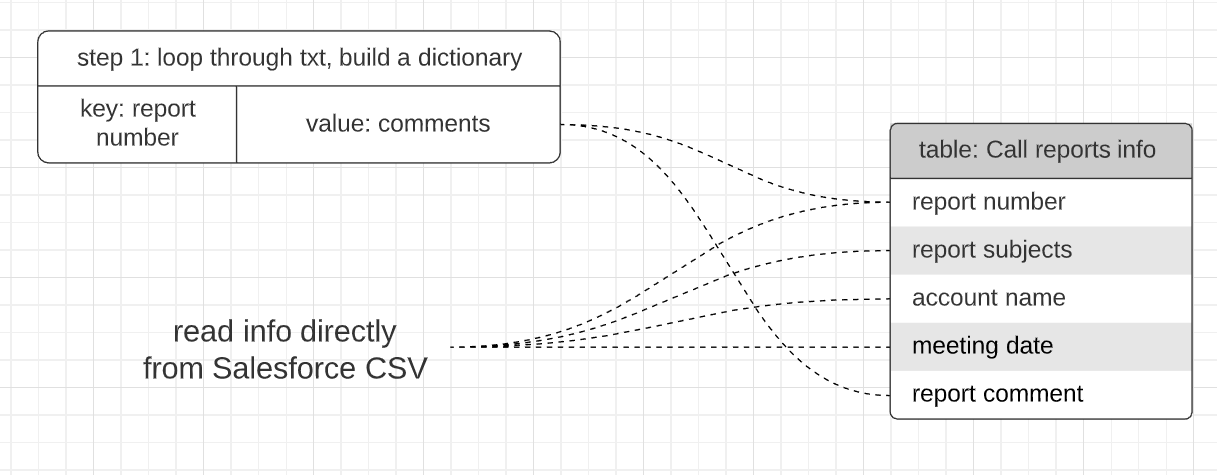 step 1: loop through txt, build a dictionary
key: report
number
value: comments
table: Call reports info
report number
report subjects
account name
meeting date
report comment
read info directly
from Salesforce CSV